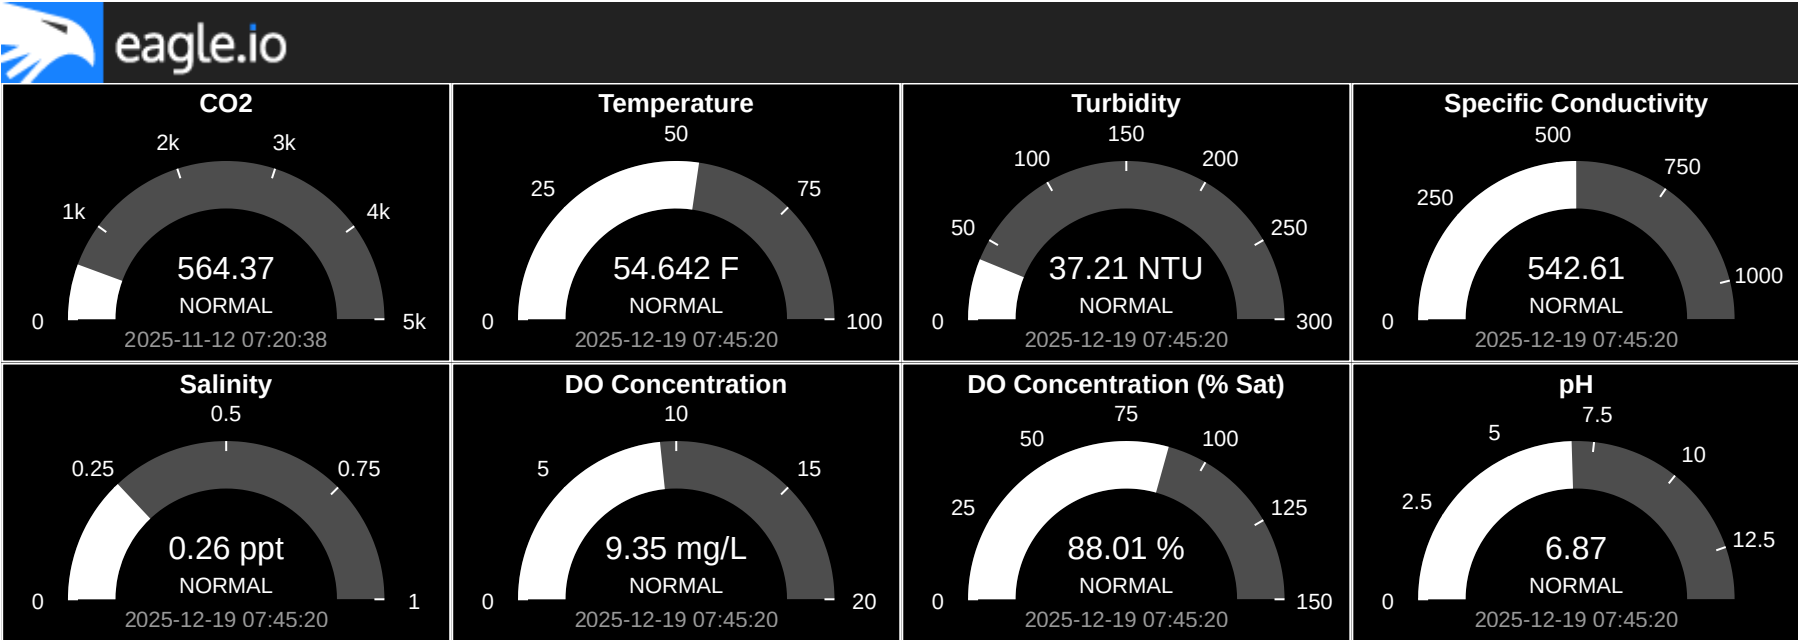 eagle.io
CO2
0
1k
2k
3k
4k
5k
564.37
NORMAL
2025-11-12 07:20:38
Temperature
0
25
50
75
100
54.642 F
NORMAL
2025-12-19 07:45:20
Turbidity
0
50
100
150
200
250
300
37.21 NTU
NORMAL
2025-12-19 07:45:20
Specific Conductivity
0
250
500
750
1000
542.61
NORMAL
2025-12-19 07:45:20
Salinity
0
0.25
0.5
0.75
1
0.26 ppt
NORMAL
2025-12-19 07:45:20
DO Concentration
0
5
10
15
20
9.35 mg/L
NORMAL
2025-12-19 07:45:20
DO Concentration (% Sat)
0
25
50
75
100
125
150
88.01 %
NORMAL
2025-12-19 07:45:20
pH
0
2.5
5
7.5
10
12.5
6.87
NORMAL
2025-12-19 07:45:20